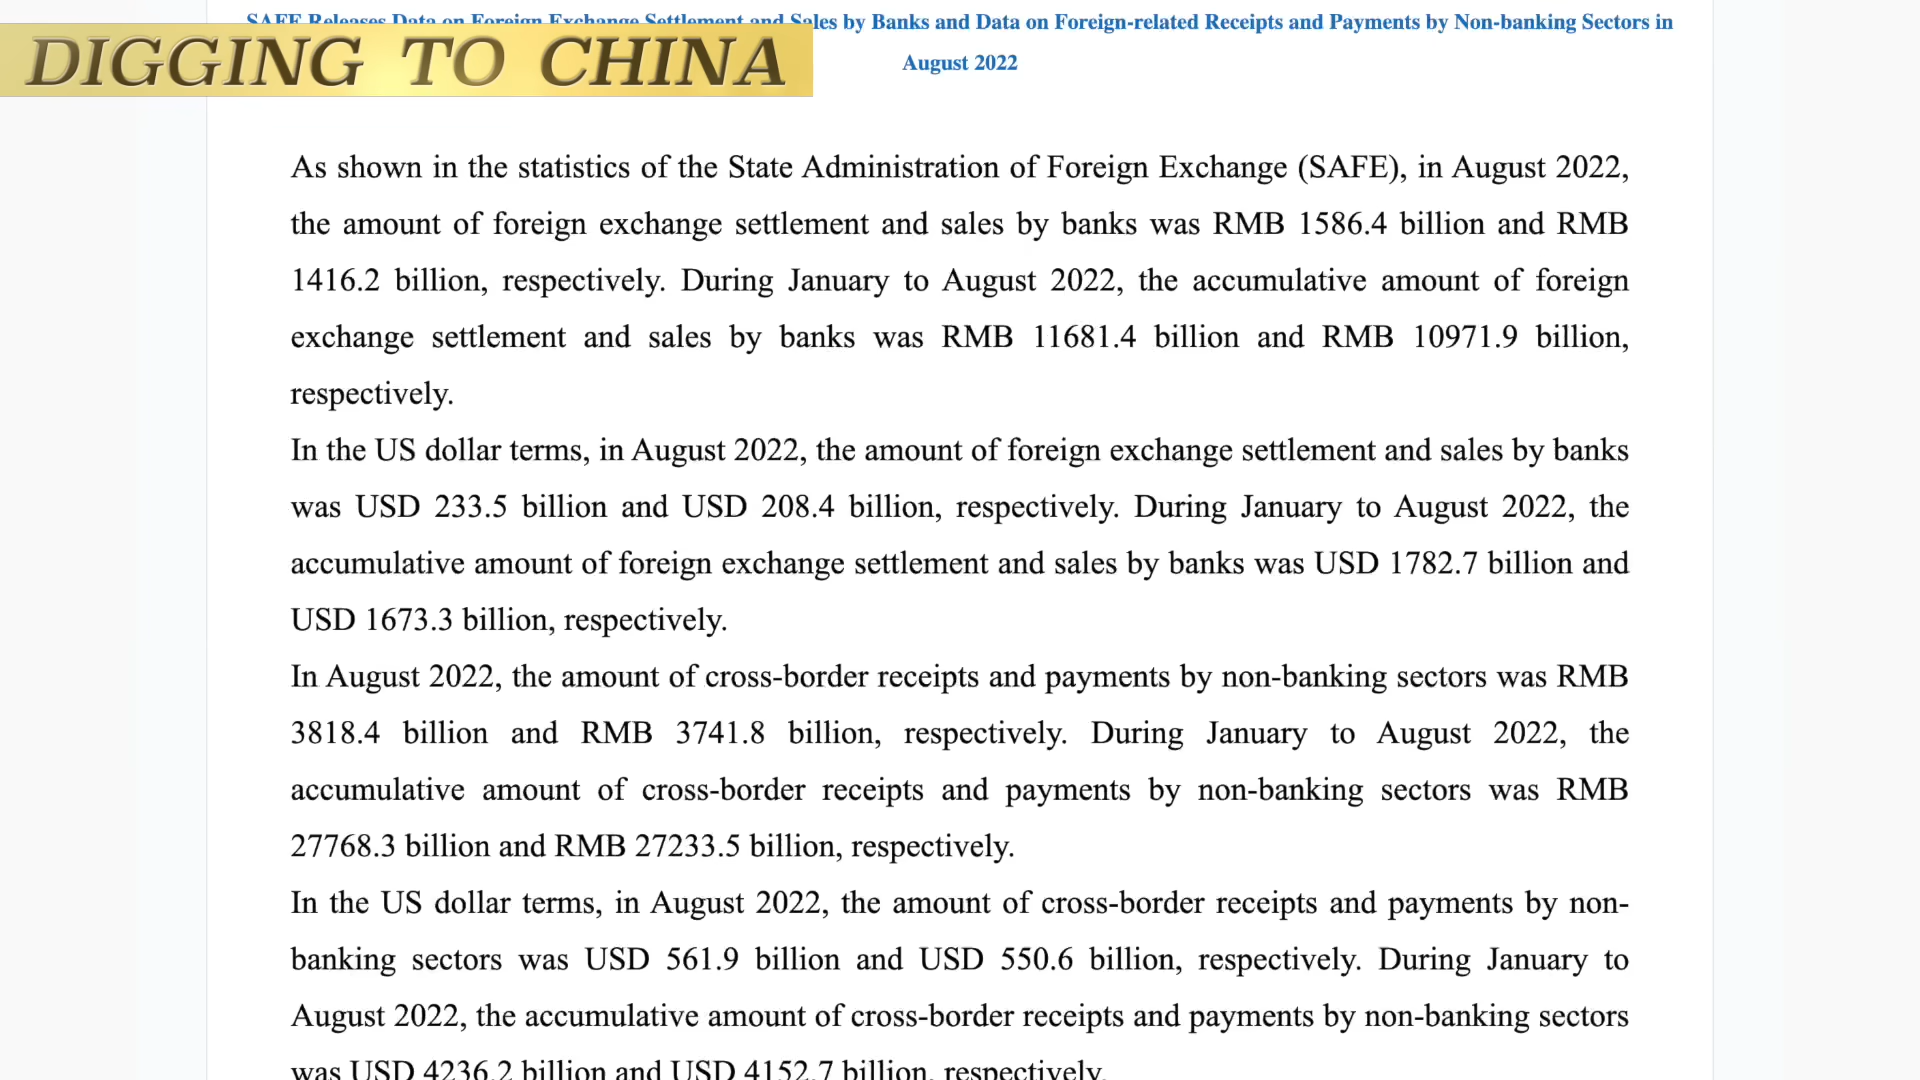 SAFE Releases Data on Foreign Exchange Settlement and Sales by Banks and Data on Foreign-related Receipts and Payments by Non-banking Sectors in
August 2022
DIGGING TO CHINA
As shown in the statistics of the State Administration of Foreign Exchange (SAFE), in August 2022,
the amount of foreign exchange settlement and sales by banks was RMB 1586.4 billion and RMB
1416.2 billion, respectively. During January to August 2022, the accumulative amount of foreign
exchange settlement and sales by banks was RMB 11681.4 billion and RMB 10971.9 billion,
respectively.
In the US dollar terms, in August 2022, the amount of foreign exchange settlement and sales by banks
was USD 233.5 billion and USD 208.4 billion, respectively. During January to August 2022, the
accumulative amount of foreign exchange settlement and sales by banks was USD 1782.7 billion and
USD 1673.3 billion, respectively.
In August 2022, the amount of cross-border receipts and payments by non-banking sectors was RMB
3818.4 billion and RMB 3741.8 billion, respectively. During January to August 2022, the
accumulative amount of cross-border receipts and payments by non-banking sectors was RMB
27768.3 billion and RMB 27233.5 billion, respectively.
In the US dollar terms, in August 2022, the amount of cross-border receipts and payments by non-
banking sectors was USD 561.9 billion and USD 550.6 billion, respectively. During January to
August 2022, the accumulative amount of cross-border receipts and payments by non-banking sectors
was USD 4236.2 billion and USD 4152.7 billion, respectively.